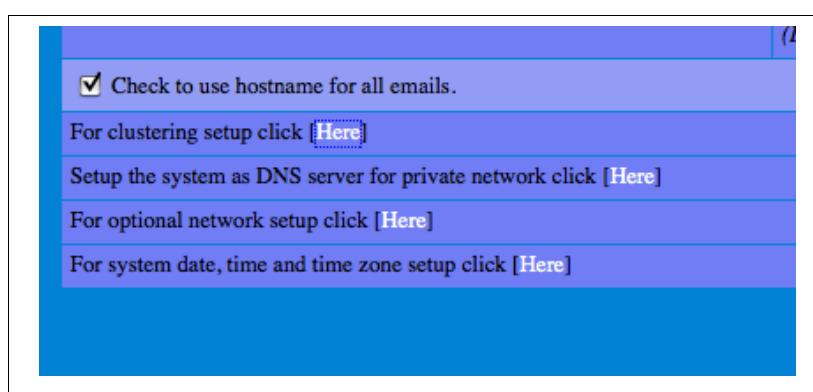 Check to use hostname for all emails.
For clustering setup click [Here]
Setup the system as DNS server for private network click [Here]
For optional network setup click [Here]
For system date, time and time zone setup click [Here]